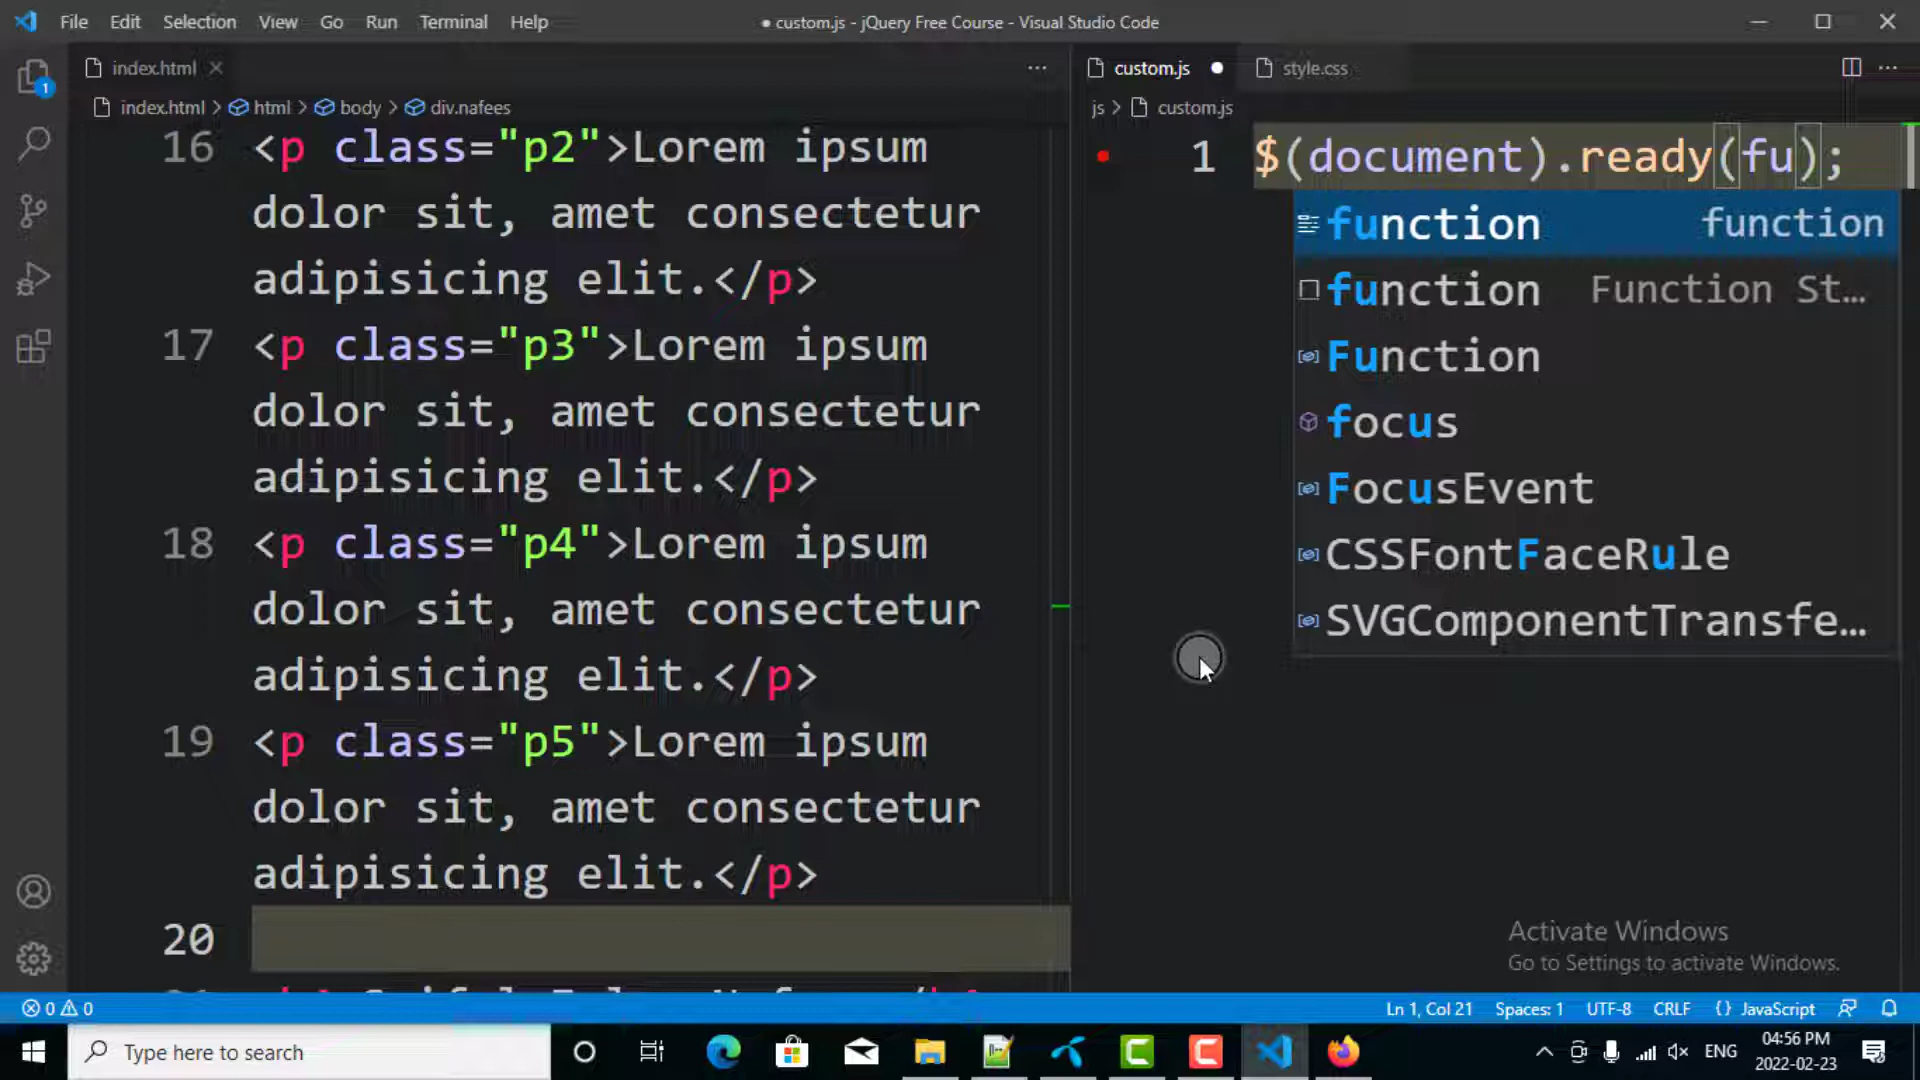 File Edit Selection View Go Run Terminal Help
● custom.js - jQuery Free Course - Visual Studio Code
index.html
custom.js
style.css
index.html > html > body > div.nafees
js > custom.js
1
16 <p class="p2">Lorem ipsum
dolor sit, amet consectetur
adipisicing elit.</p>
17 <p class="p3">Lorem ipsum
dolor sit, amet consectetur
adipisicing elit.</p>
18 <p class="p4">Lorem ipsum
dolor sit, amet consectetur
adipisicing elit.</p>
19 <p class="p5">Lorem ipsum
dolor sit, amet consectetur
adipisicing elit.</p>
20
1 $(document).ready(fu);
function function
function Function St…
Function
focus
FocusEvent
CSSFontFaceRule
SVGComponentTransfe…
Activate Windows
Go to Settings to activate Windows.
0 0
Ln 1, Col 21 Spaces: 1 UTF-8 CRLF {} JavaScript
Type here to search
ENG
04:56 PM
2022-02-23